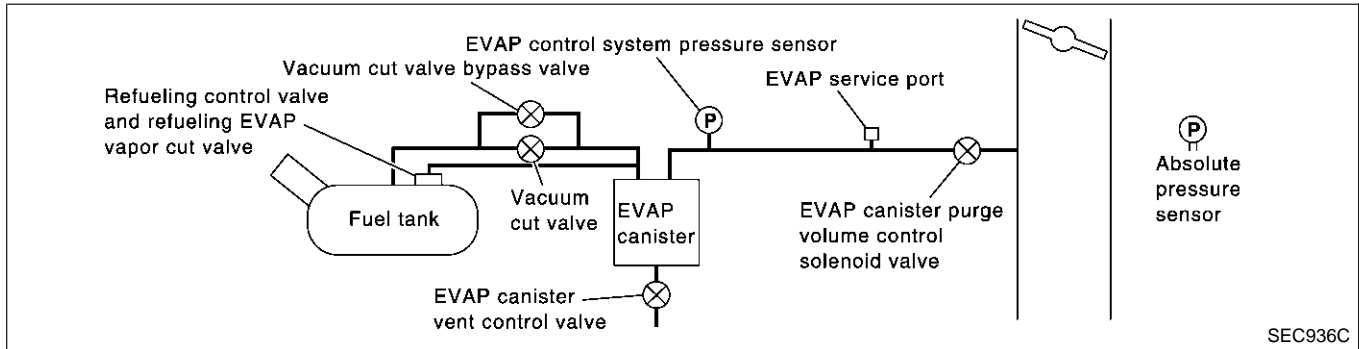 EVAP control system pressure sensor
Vacuum cut valve bypass valve
EVAP service port
Refueling control valve
and refueling EVAP
vapor cut valve
P
P
Absolute
pressure
sensor
Fuel tank
Vacuum
cut valve
EVAP
canister
EVAP canister purge
volume control
solenoid valve
EVAP canister
vent control valve
SEC936C